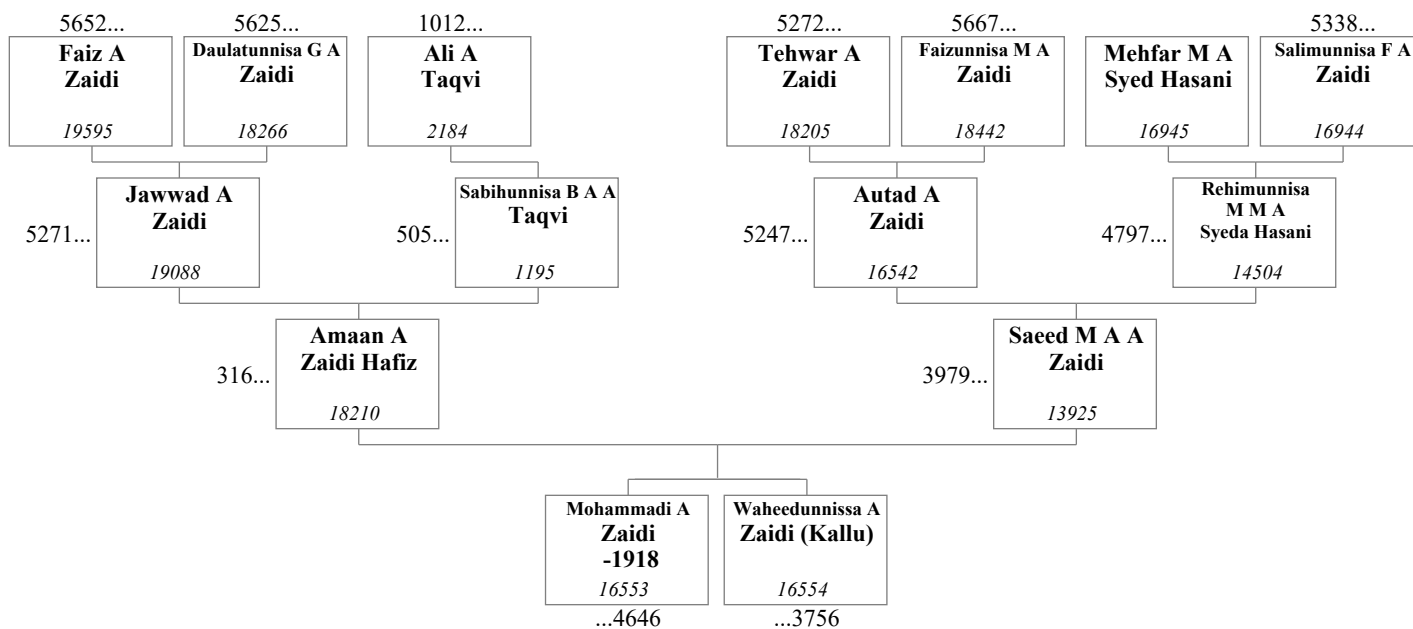 5652...
5625...
1012...
5272...
5667...
5338...
Faiz A
Zaidi
19595
Daulatunnisa G A
Zaidi
18266
Ali A
Taqvi
2184
Tehwar A
Zaidi
18205
Faizunnisa M A
Zaidi
18442
Mehfar M A
Syed Hasani
16945
Salimunnisa F A
Zaidi
16944
5271...
Jawwad A
Zaidi
19088
505...
Sabihunnisa B A A
Taqvi
1195
5247...
Autad A
Zaidi
16542
4797...
Rehimunnisa
M M A
Syeda Hasani
14504
316...
Amaan A
Zaidi Hafiz
18210
3979...
Saeed M A A
Zaidi
13925
Mohammadi A
Zaidi
-1918
16553
...4646
Waheedunnissa A
Zaidi (Kallu)
16554
...3756